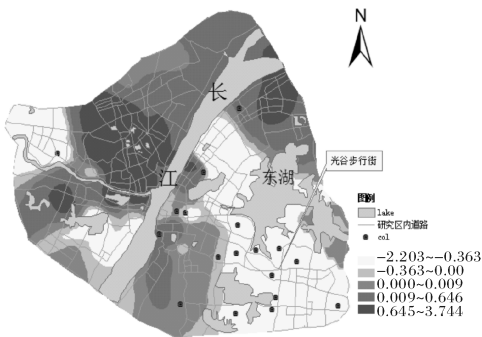 N
长
江
东湖
光谷步行街
图例
lake
研究区内道路
col
-2.203~-0.363
-0.363~0.00
0.000~0.009
0.009~0.646
0.645~3.744